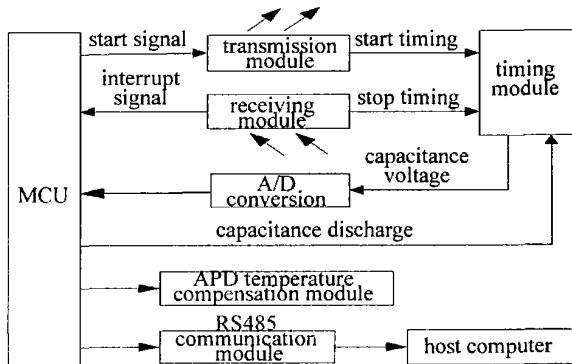 start signal
transmission
module
start timing
timing
module
interrupt
signal
receiving
module
stop timing
capacitance
voltage
A/D
conversion
MCU
capacitance discharge
APD temperature
compensation module
RS485
communication
module
host computer